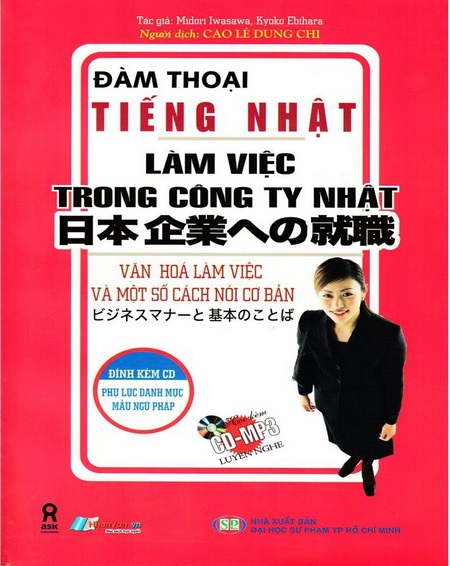 Tác giả: Midori Iwasawa, Kyoko Ebihara
Người dịch: CAO LÊ DUNG CHI
ĐÀM THOẠI
TIẾNG NHẬT
LÀM VIỆC
TRONG CÔNG TY NHẬT
日本企業への就職
VĂN HOÁ LÀM VIỆC
VÀ MỘT SỐ CÁCH NÓI CƠ BẢN
ビジネスマナーと基本のことば
ĐÍNH KÈM CD
PHỤ LỤC DANH MỤC
MẪU NGỮ PHÁP
CD-MP3
LUYỆN NGHE
ask
Nhanvan.vn
SP
NHÀ XUẤT BẢN
ĐẠI HỌC SƯ PHẠM TP HỒ CHÍ MINH